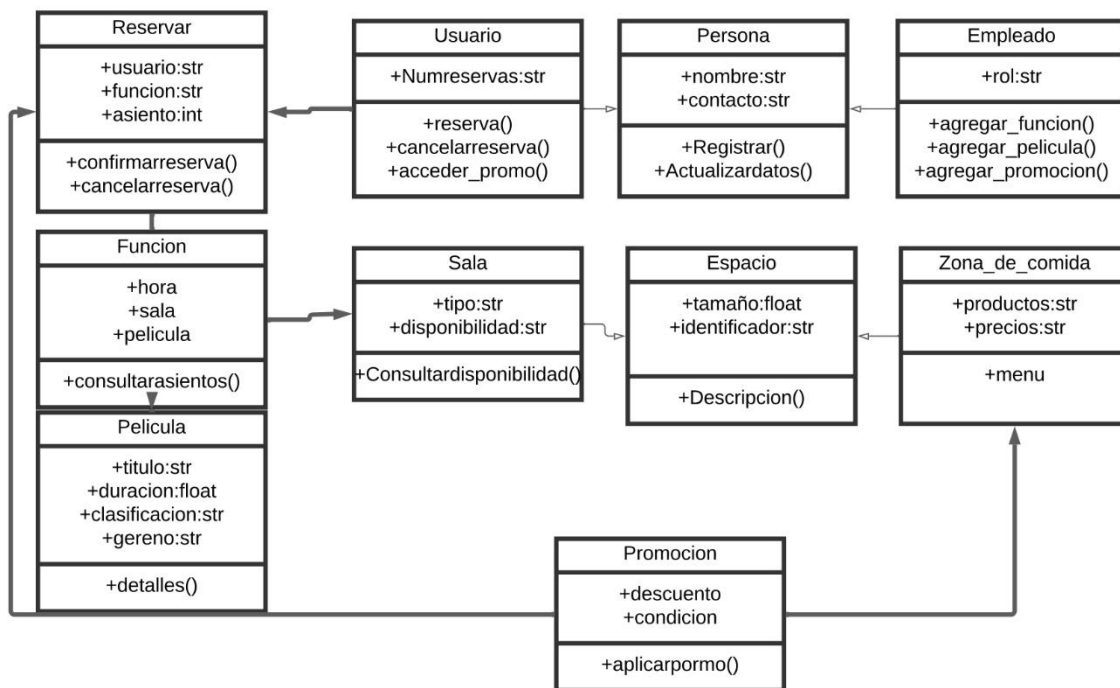 Reservar
+usuario:str
+funcion:str
+asiento:int
+confirmarreserva()
+cancelarreserva()
Usuario
+Numreservas:str
+reserva()
+cancelarreserva()
+acceder_promo()
Persona
+nombre:str
+contacto:str
+Registrar()
+Actualizardatos()
Empleado
+rol:str
+agregar_funcion()
+agregar_pelicula()
+agregar_promocion()
Funcion
+hora
+sala
+pelicula
+consultarasientos()
Sala
+tipo:str
+disponibilidad:str
+Consultardisponibilidad()
Espacio
+tamaño:float
+identificador:str
+Descripcion()
Zona_de_comida
+productos:str
+precios:str
+menu
Pelicula
+titulo:str
+duracion:float
+clasificacion:str
+gereno:str
+detalles()
Promocion
+descuento
+condicion
+aplicarpormo()